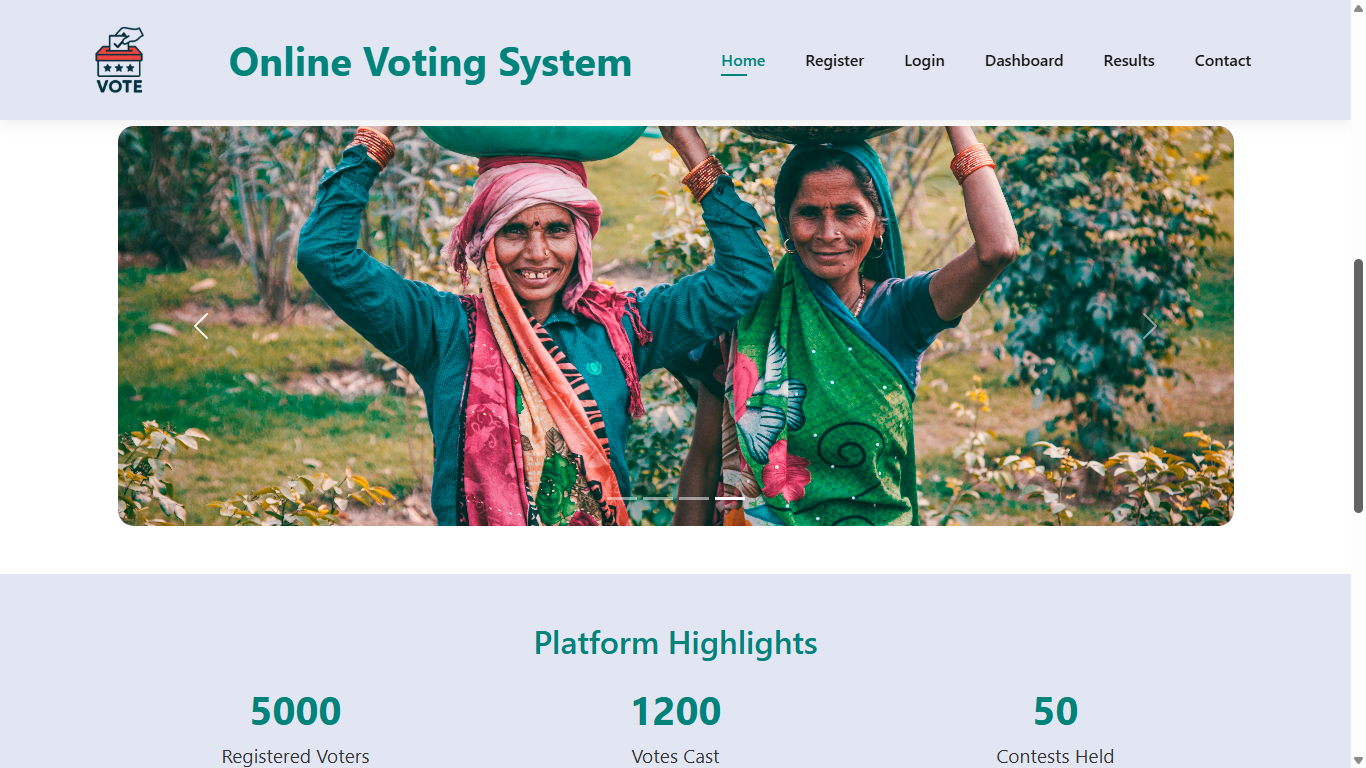 VOTE
Online Voting System
Home Register Login Dashboard Results Contact
Platform Highlights
5000 1200 50
Registered Voters Votes Cast Contests Held